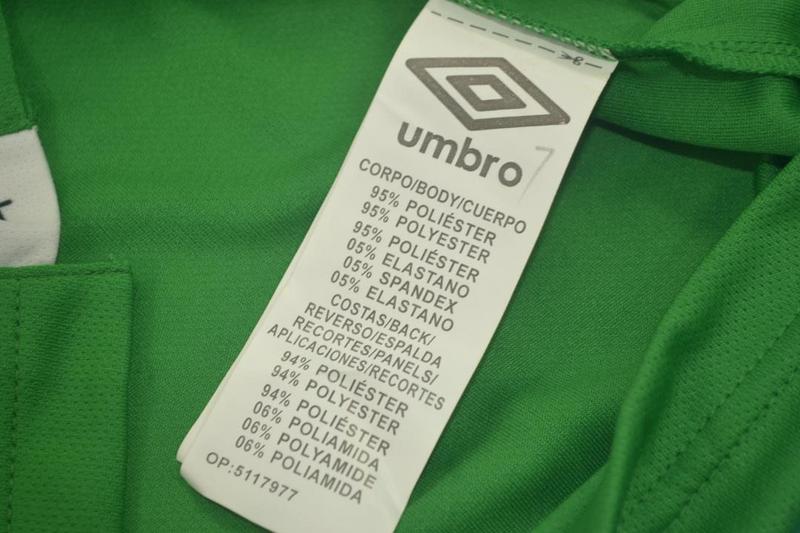 umbro
7
CORPO/BODY/CUERPO
95% POLIÉSTER
95% POLYESTER
95% POLIÉSTER
05% ELASTANO
05% SPANDEX
05% ELASTANO
COSTAS/BACK/
REVERSO/ESPALDA
RECORTES/PANELS/
APLICACIONES/RECORTES
94% POLIÉSTER
94% POLYESTER
94% POLIÉSTER
06% POLIAMIDA
06% POLYAMIDE
06% POLIAMIDA
OP:5117977